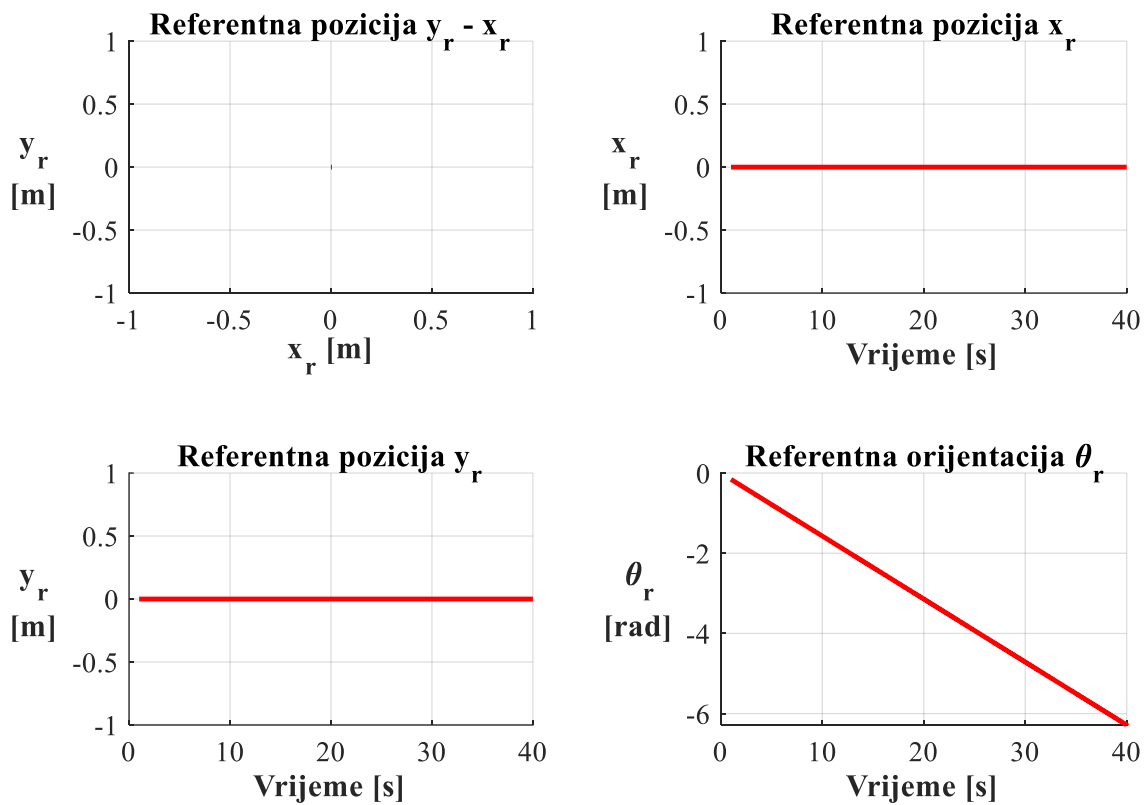 Referentna pozicija y_r - x_r
1
0.5
0
-0.5
-1
y_r
[m]
-1 -0.5 0 0.5 1
x_r [m]
Referentna pozicija x_r
1
0.5
0
-0.5
-1
x_r
[m]
0 10 20 30 40
Vrijeme [s]
Referentna pozicija y_r
1
0.5
0
-0.5
-1
y_r
[m]
0 10 20 30 40
Vrijeme [s]
Referentna orijentacija θ_r
0
-2
-4
-6
θ_r
[rad]
0 10 20 30 40
Vrijeme [s]